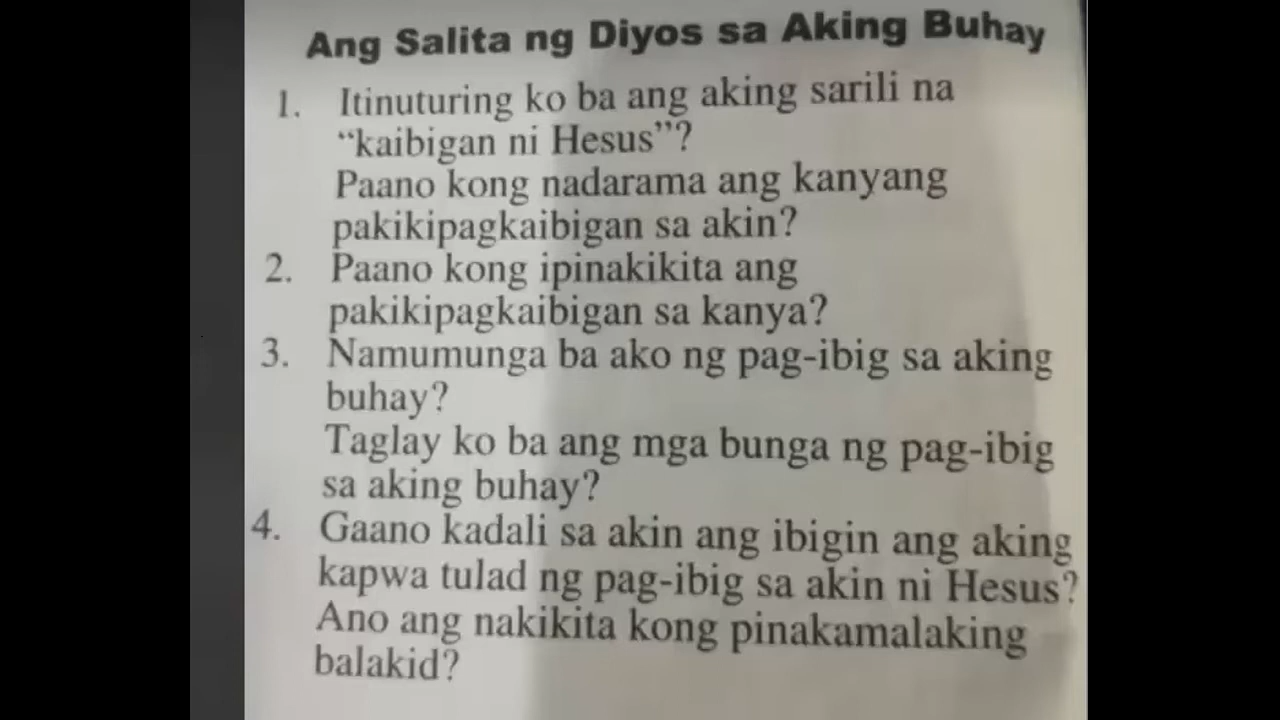 Ang Salita ng Diyos sa Aking Buhay
1. Itinuturing ko ba ang aking sarili na
“kaibigan ni Hesus”?
Paano kong nadarama ang kanyang
pakikipagkaibigan sa akin?
2. Paano kong ipinakikita ang
pakikipagkaibigan sa kanya?
3. Namumunga ba ako ng pag-ibig sa aking
buhay?
Taglay ko ba ang mga bunga ng pag-ibig
sa aking buhay?
4. Gaano kadali sa akin ang ibigin ang aking
kapwa tulad ng pag-ibig sa akin ni Hesus?
Ano ang nakikita kong pinakamalaking
balakid?